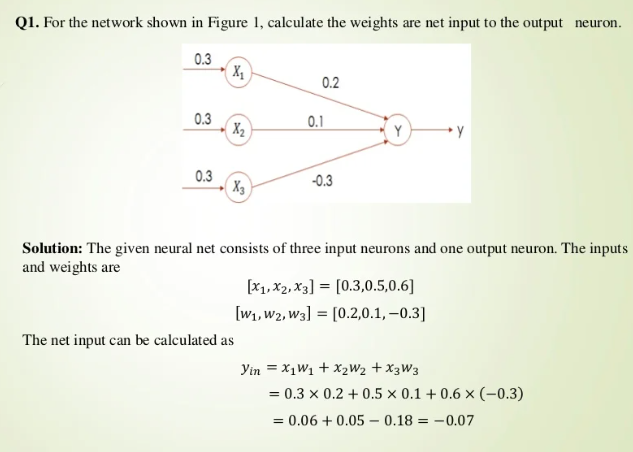 Q1. For the network shown in Figure 1, calculate the weights are net input to the output neuron.
0.3
X₁
0.2
0.3
X₂
0.1
Y
y
0.3
X₃
-0.3
Solution: The given neural net consists of three input neurons and one output neuron. The inputs
and weights are
[x₁, x₂, x₃] = [0.3,0.5,0.6]
[w₁, w₂, w₃] = [0.2,0.1, −0.3]
The net input can be calculated as
yᵢₙ = x₁w₁ + x₂w₂ + x₃w₃
= 0.3 × 0.2 + 0.5 × 0.1 + 0.6 × (−0.3)
= 0.06 + 0.05 − 0.18 = −0.07